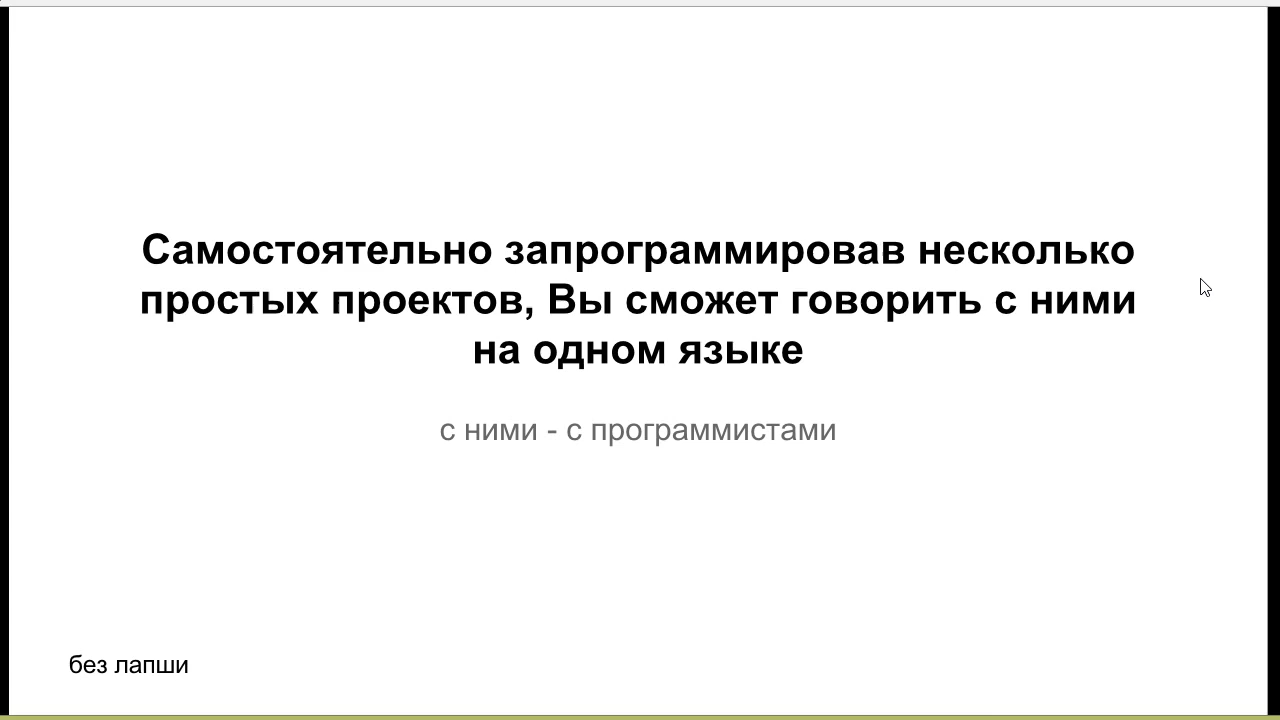 Самостоятельно запрограммировав несколько
простых проектов, Вы сможет говорить с ними
на одном языке
с ними - с программистами
без лапши